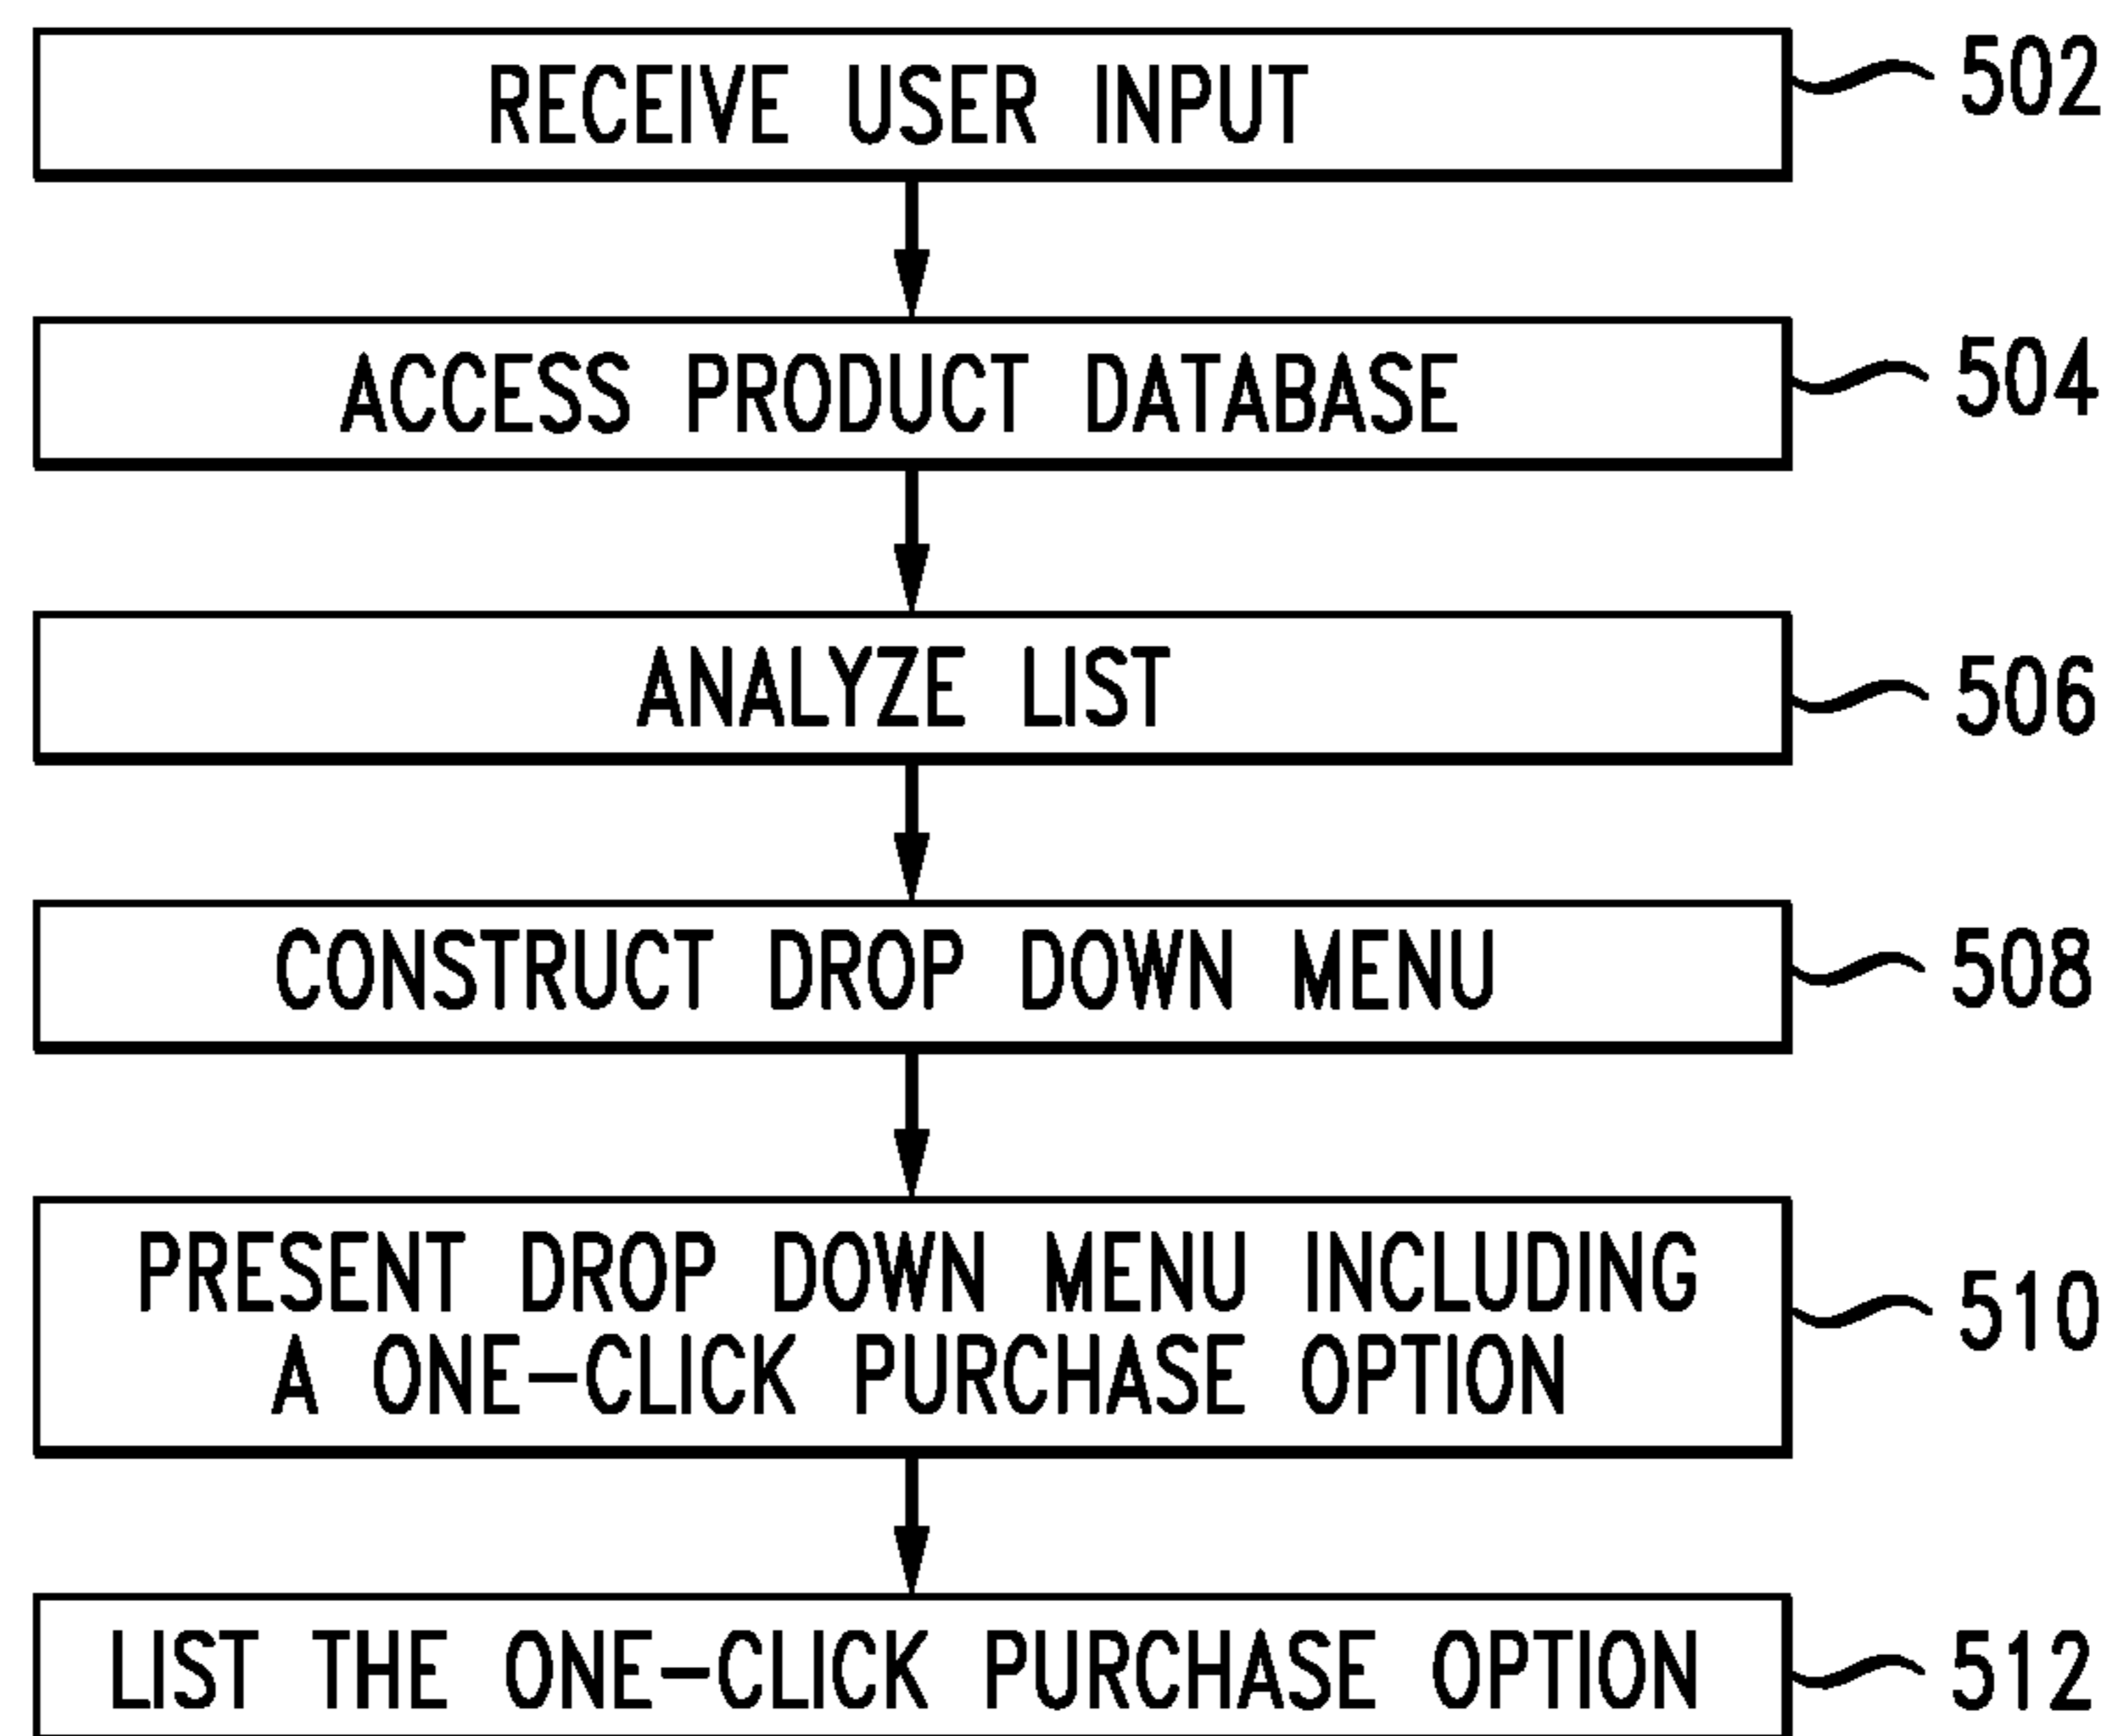 RECEIVE USER INPUT
502
ACCESS PRODUCT DATABASE
504
ANALYZE LIST
506
CONSTRUCT DROP DOWN MENU
508
PRESENT DROP DOWN MENU INCLUDING
A ONE-CLICK PURCHASE OPTION
510
LIST THE ONE-CLICK PURCHASE OPTION
512